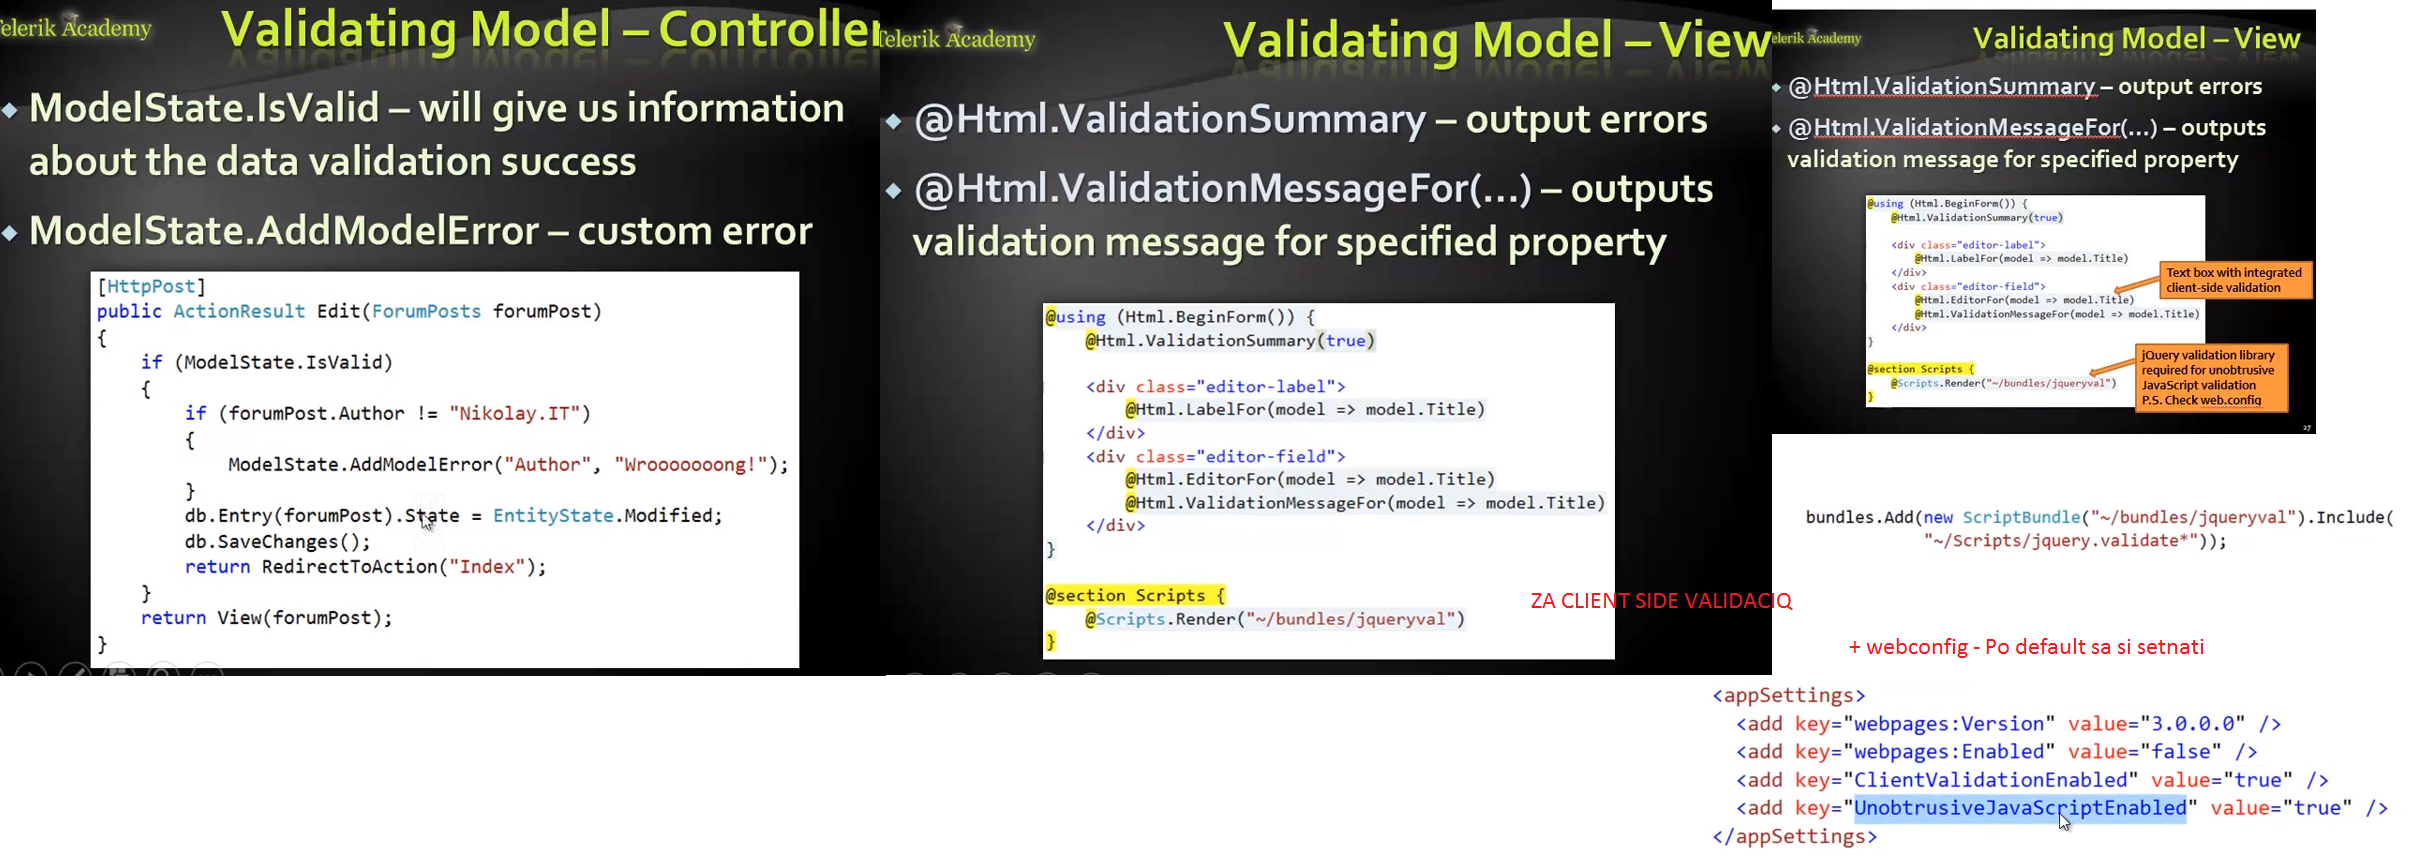 elerik Academy
Validating Model – Controller
ModelState.IsValid – will give us information
about the data validation success
ModelState.AddModelError – custom error
[HttpPost]
public ActionResult Edit(ForumPosts forumPost)
{
if (ModelState.IsValid)
{
if (forumPost.Author != "Nikolay.IT")
{
ModelState.AddModelError("Author", "Wrooooooong!");
}
db.Entry(forumPost).State = EntityState.Modified;
db.SaveChanges();
return RedirectToAction("Index");
}
return View(forumPost);
}
Telerik Academy
Validating Model – View
@Html.ValidationSummary – output errors
@Html.ValidationMessageFor(…) – outputs
validation message for specified property
@using (Html.BeginForm()) {
@Html.ValidationSummary(true)
<div class="editor-label">
@Html.LabelFor(model => model.Title)
</div>
<div class="editor-field">
@Html.EditorFor(model => model.Title)
@Html.ValidationMessageFor(model => model.Title)
</div>
}
@section Scripts {
@Scripts.Render("~/bundles/jqueryval")
}
ZA CLIENT SIDE VALIDACIQ
elerik Academy
Validating Model – View
@Html.ValidationSummary – output errors
@Html.ValidationMessageFor(…) – outputs
validation message for specified property
@using (Html.BeginForm()) {
@Html.ValidationSummary(true)
<div class="editor-label">
@Html.LabelFor(model => model.Title)
</div>
<div class="editor-field">
@Html.EditorFor(model => model.Title)
@Html.ValidationMessageFor(model => model.Title)
</div>
}
@section Scripts {
@Scripts.Render("~/bundles/jqueryval")
}
Text box with integrated
client-side validation
jQuery validation library
required for unobtrusive
JavaScript validation
P.S. Check web.config
27
bundles.Add(new ScriptBundle("~/bundles/jqueryval").Include(
"~/Scripts/jquery.validate*"));
+ webconfig - Po default sa si setnati
<appSettings>
<add key="webpages:Version" value="3.0.0.0" />
<add key="webpages:Enabled" value="false" />
<add key="ClientValidationEnabled" value="true" />
<add key="UnobtrusiveJavaScriptEnabled" value="true" />
</appSettings>